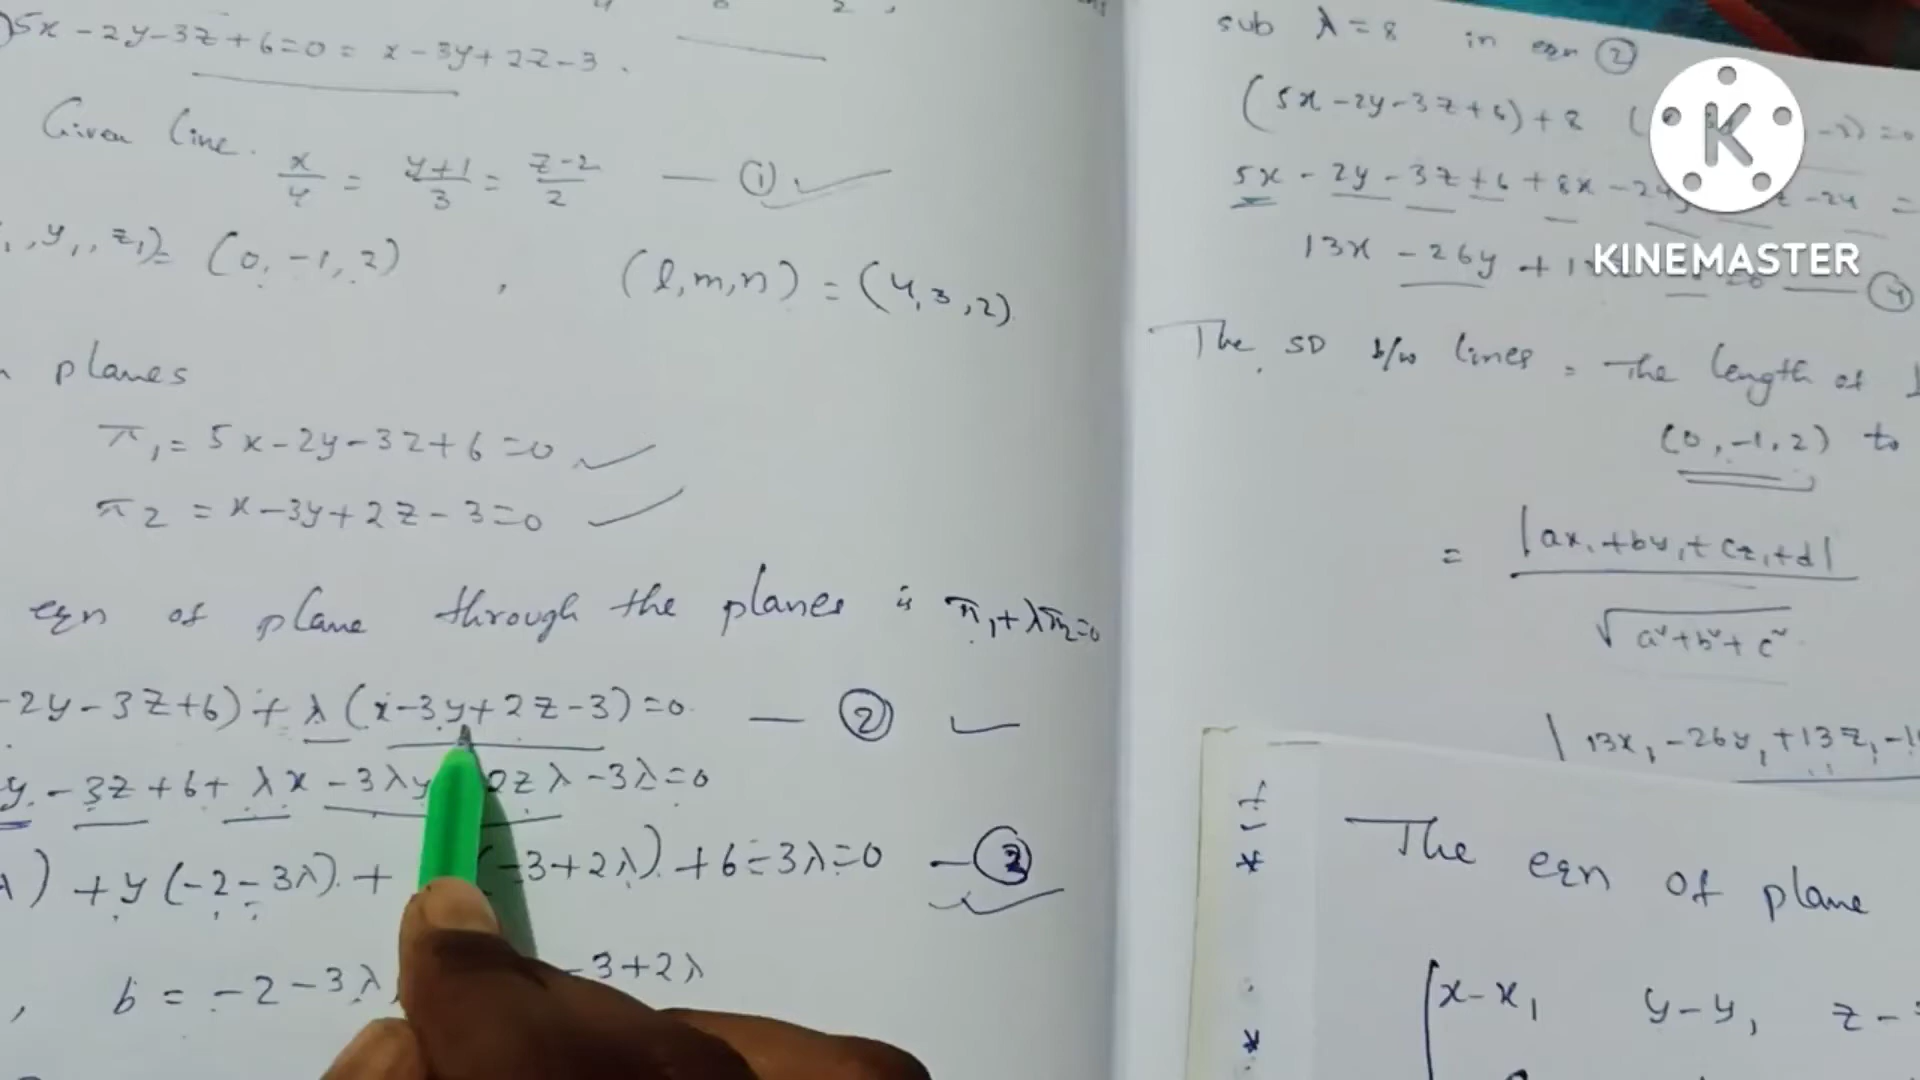 5x-2y-3z+6=0= x-3y+2z-3.
Given line. x/4 = y+1/3 = z-2/2 — ①
, y₁, z₁)= (0, -1, 2) , (l, m, n) = (4, 3, 2)
planes
π₁= 5x-2y-3z+6=0
π2 = x-3y+2z-3=0
eqn of plane through the planes is π₁+λπ₂=0
-2y-3z+6)+λ(x-3y+2z-3)=0 — ②
y-3z+6+λx-3λy 2zλ-3λ=0
λ)+y(-2-3λ)+ (-3+2λ)+6-3λ=0 —
, b = -2-3λ, -3+2λ
sub λ=8 in eqn ②
(5x-2y-3z+6)+8 ( -3)=0
5x-2y-3z+6+8x-24y z-24 =
13x-26y+1 =0 — ④
The SD b/w lines = The length of
(0, -1, 2) to
= |ax₁+by₁+cz₁+d| / √a²+b²+c²
| 13x₁-26y₁+13z₁-1
The eqn of plane
|x-x₁ y-y₁ z-
KINEMASTER